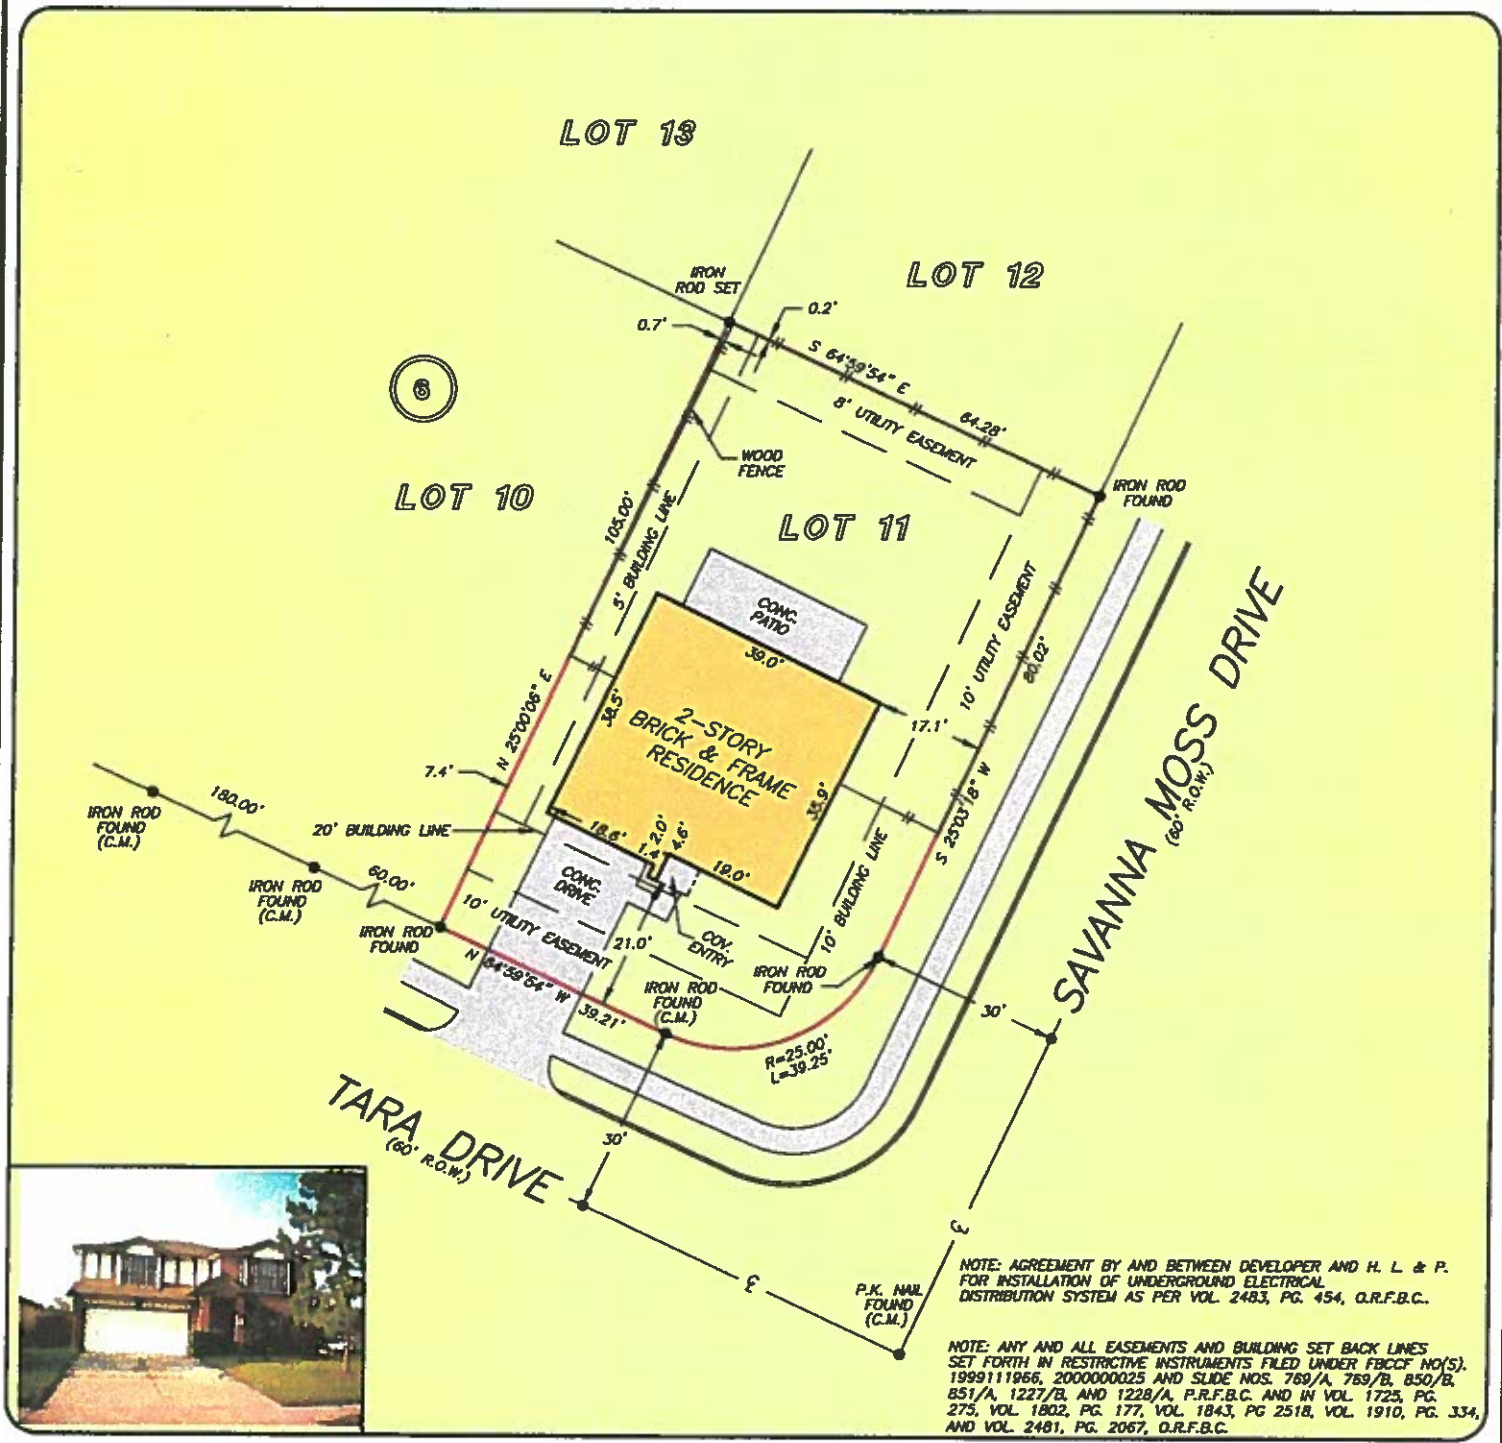 LOT 13
LOT 12
IRON
ROD SET
0.2'
0.7'
S 64°59'54" E
64.28'
8' UTILITY EASEMENT
6
WOOD
FENCE
LOT 10
IRON ROD
FOUND
LOT 11
105.00'
5' BUILDING LINE
CONC.
PATIO
39.0'
10' UTILITY EASEMENT
80.02'
N 25°00'06" E
38.5'
2-STORY
BRICK & FRAME
RESIDENCE
17.1'
7.4'
35.9'
S 25°03'18" W
SAVANNA MOSS DRIVE
(60' R.O.W.)
180.00'
IRON ROD
FOUND
(C.M.)
20' BUILDING LINE
18.6'
2.0'
1.4'
4.6'
19.0'
60.00'
IRON ROD
FOUND
(C.M.)
CONC.
DRIVE
10' UTILITY EASEMENT
10' BUILDING LINE
IRON ROD
FOUND
COV.
ENTRY
21.0'
N 64°59'54" W
39.21'
IRON ROD
FOUND
(C.M.)
IRON ROD
FOUND
30'
R=25.00'
L=39.25'
TARA DRIVE
(60' R.O.W.)
30'
P.K. NAIL
FOUND
(C.M.)
NOTE: AGREEMENT BY AND BETWEEN DEVELOPER AND H. L. & P.
FOR INSTALLATION OF UNDERGROUND ELECTRICAL
DISTRIBUTION SYSTEM AS PER VOL. 2483, PG. 454, O.R.F.B.C..
NOTE: ANY AND ALL EASEMENTS AND BUILDING SET BACK LINES
SET FORTH IN RESTRICTIVE INSTRUMENTS FILED UNDER FBCCF NO(S).
1999111966, 2000000025 AND SLIDE NOS. 769/A, 769/B, 850/B,
851/A, 1227/B, AND 1228/A, P.R.F.B.C. AND IN VOL. 1725, PG.
275, VOL. 1802, PG. 177, VOL. 1843, PG 2518, VOL. 1910, PG. 334,
AND VOL. 2481, PG. 2067, O.R.F.B.C.